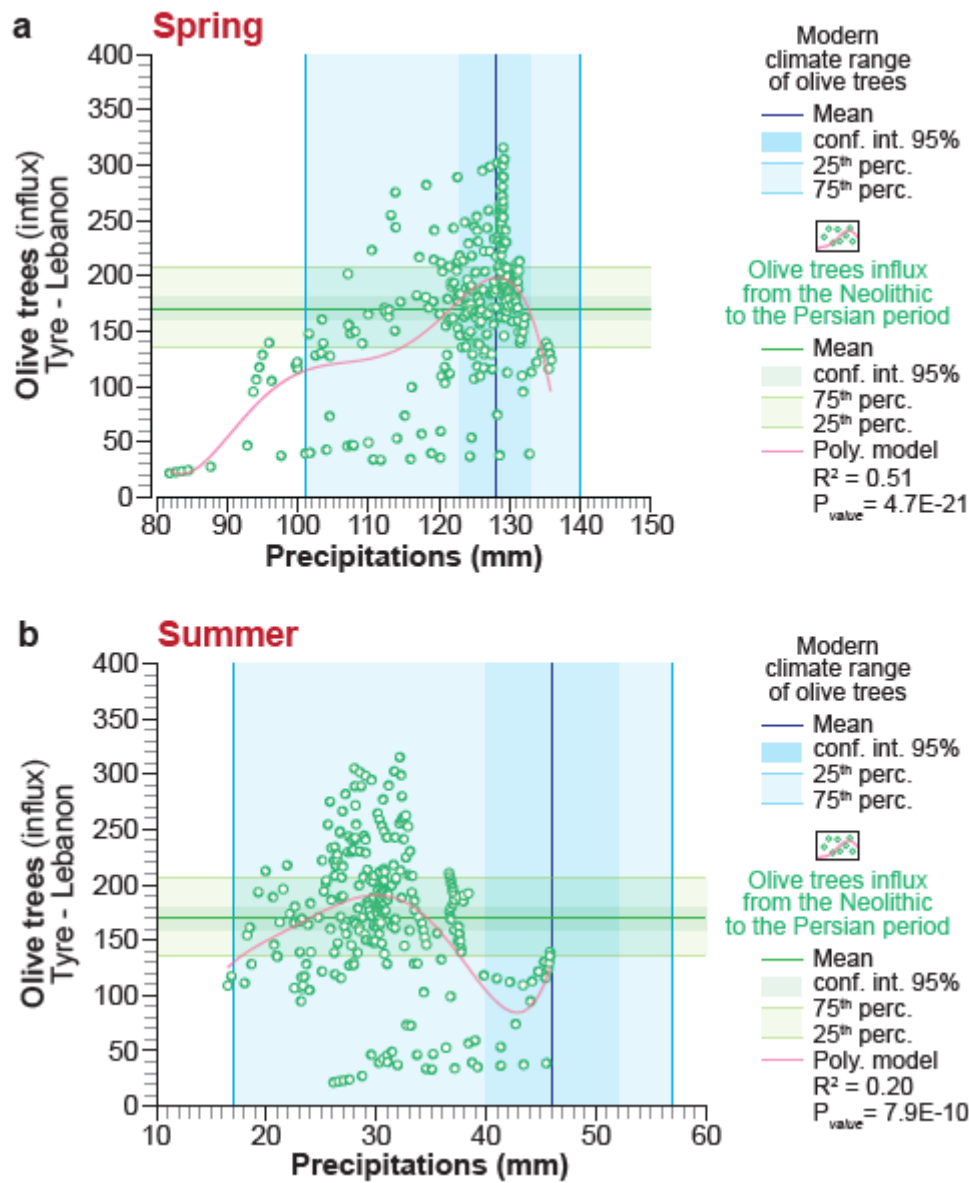 a
Spring
Olive trees (influx)
Tyre - Lebanon
400
350
300
250
200
150
100
50
0
80 90 100 110 120 130 140 150
Precipitations (mm)
Modern
climate range
of olive trees
Mean
conf. int. 95%
25th perc.
75th perc.
Olive trees influx
from the Neolithic
to the Persian period
Mean
conf. int. 95%
75th perc.
25th perc.
Poly. model
R² = 0.51
Pvalue= 4.7E-21
b
Summer
Olive trees (influx)
Tyre - Lebanon
400
350
300
250
200
150
100
50
0
10 20 30 40 50 60
Precipitations (mm)
Modern
climate range
of olive trees
Mean
conf. int. 95%
25th perc.
75th perc.
Olive trees influx
from the Neolithic
to the Persian period
Mean
conf. int. 95%
75th perc.
25th perc.
Poly. model
R² = 0.20
Pvalue= 7.9E-10